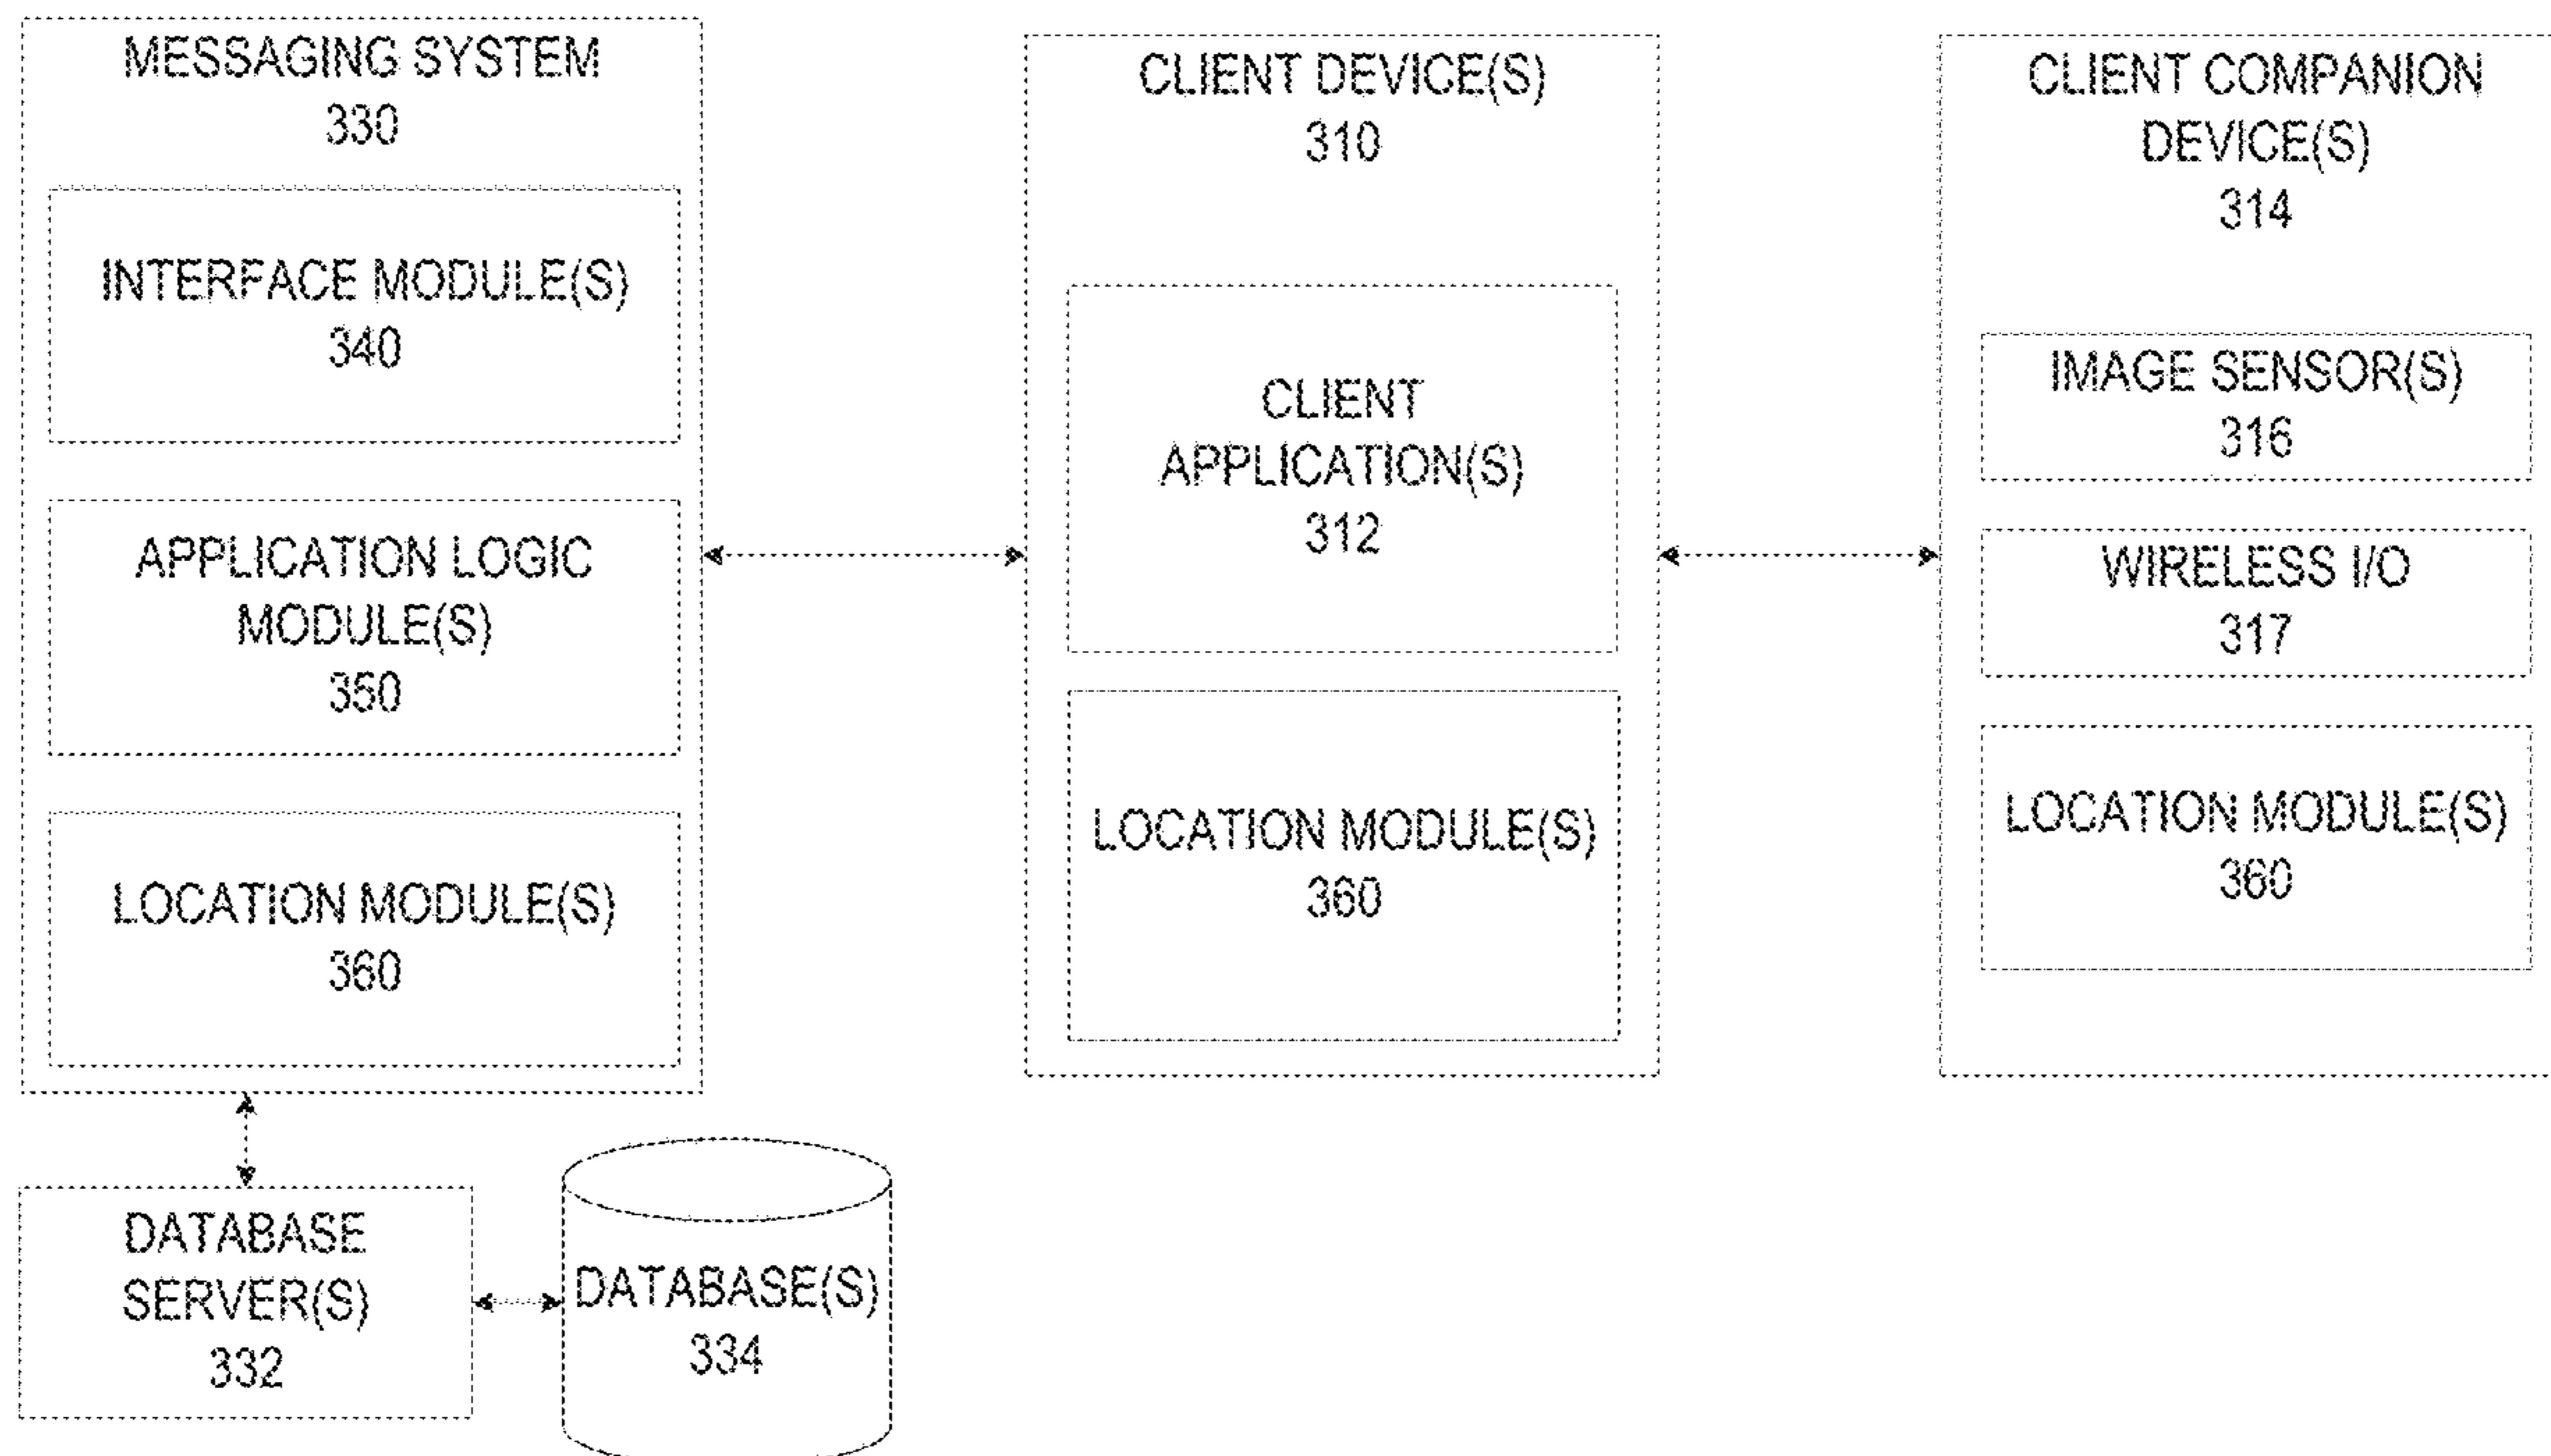 MESSAGING SYSTEM
330
INTERFACE MODULE(S)
340
APPLICATION LOGIC
MODULE(S)
350
LOCATION MODULE(S)
360
DATABASE
SERVER(S)
332
DATABASE(S)
334
CLIENT DEVICE(S)
310
CLIENT
APPLICATION(S)
312
LOCATION MODULE(S)
360
CLIENT COMPANION
DEVICE(S)
314
IMAGE SENSOR(S)
316
WIRELESS I/O
317
LOCATION MODULE(S)
360